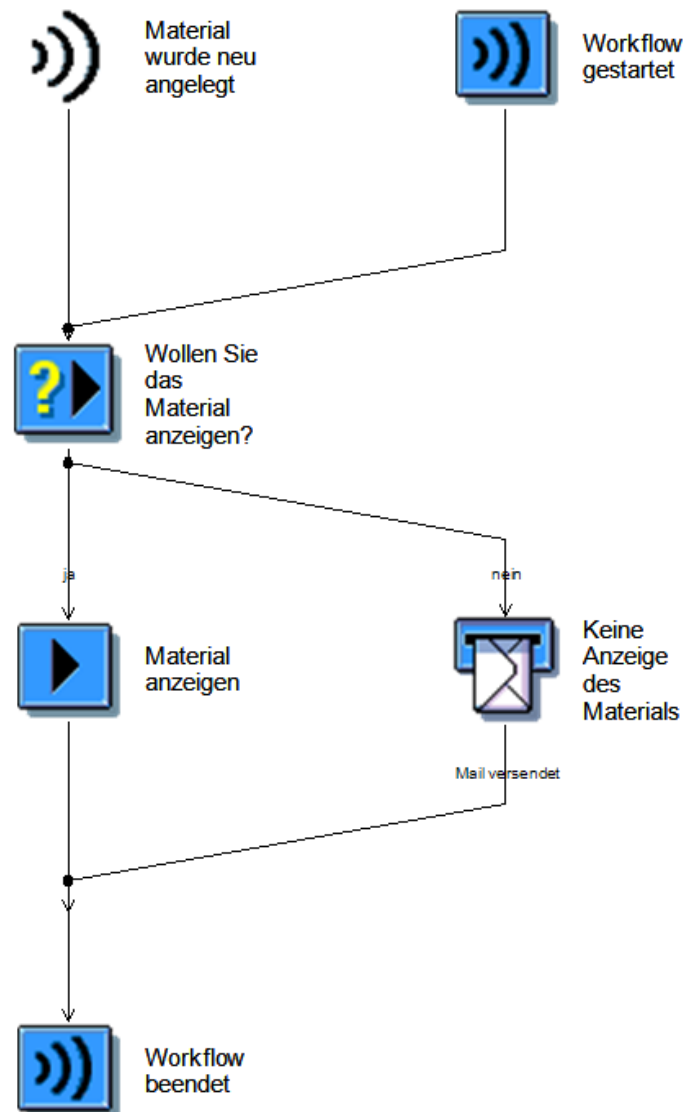 Material
wurde neu
angelegt
Workflow
gestartet
?
Wollen Sie
das
Material
anzeigen?
ja
nein
Material
anzeigen
Keine
Anzeige
des
Materials
Mail versendet
Workflow
beendet